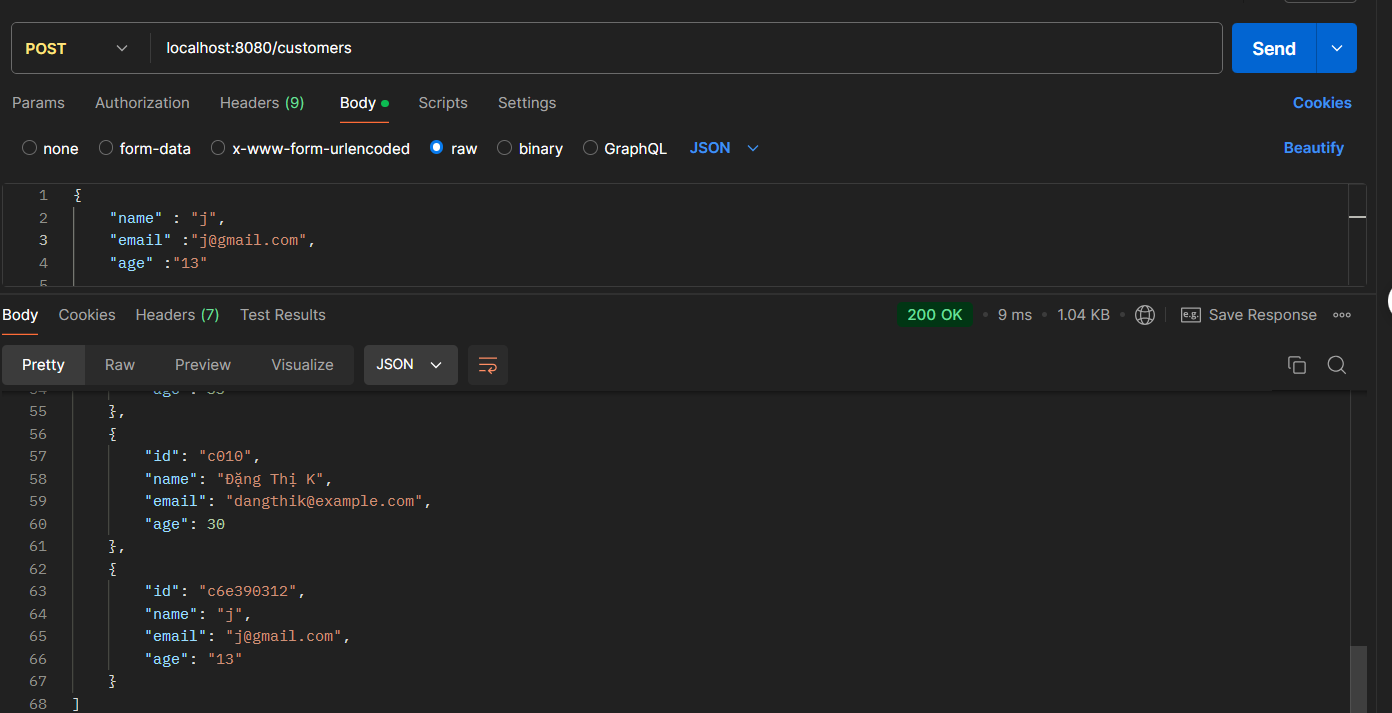 POST localhost:8080/customers Send
Params Authorization Headers (9) Body Scripts Settings Cookies
none form-data x-www-form-urlencoded raw binary GraphQL JSON Beautify
1 {
2 "name" : "j",
3 "email" :"j@gmail.com",
4 "age" :"13"
5
Body Cookies Headers (7) Test Results 200 OK 9 ms 1.04 KB e.g. Save Response
Pretty Raw Preview Visualize JSON
55 },
56 {
57 "id": "c010",
58 "name": "Đặng Thị K",
59 "email": "dangthik@example.com",
60 "age": 30
61 },
62 {
63 "id": "c6e390312",
64 "name": "j",
65 "email": "j@gmail.com",
66 "age": "13"
67 }
68 ]